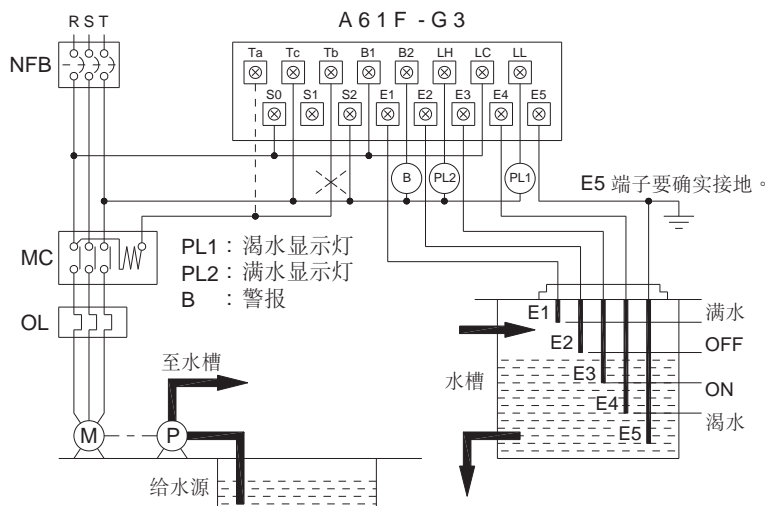 A61F-G3
R S T
NFB
Ta Tc Tb B1 B2 LH LC LL
S0 S1 S2 E1 E2 E3 E4 E5
B PL2 PL1
E5 端子要确实接地。
MC
PL1：渴水显示灯
PL2：满水显示灯
B ：警报
OL
E1 满水
E2 OFF
至水槽
水槽
E3 ON
E4 渴水
M P
E5
给水源